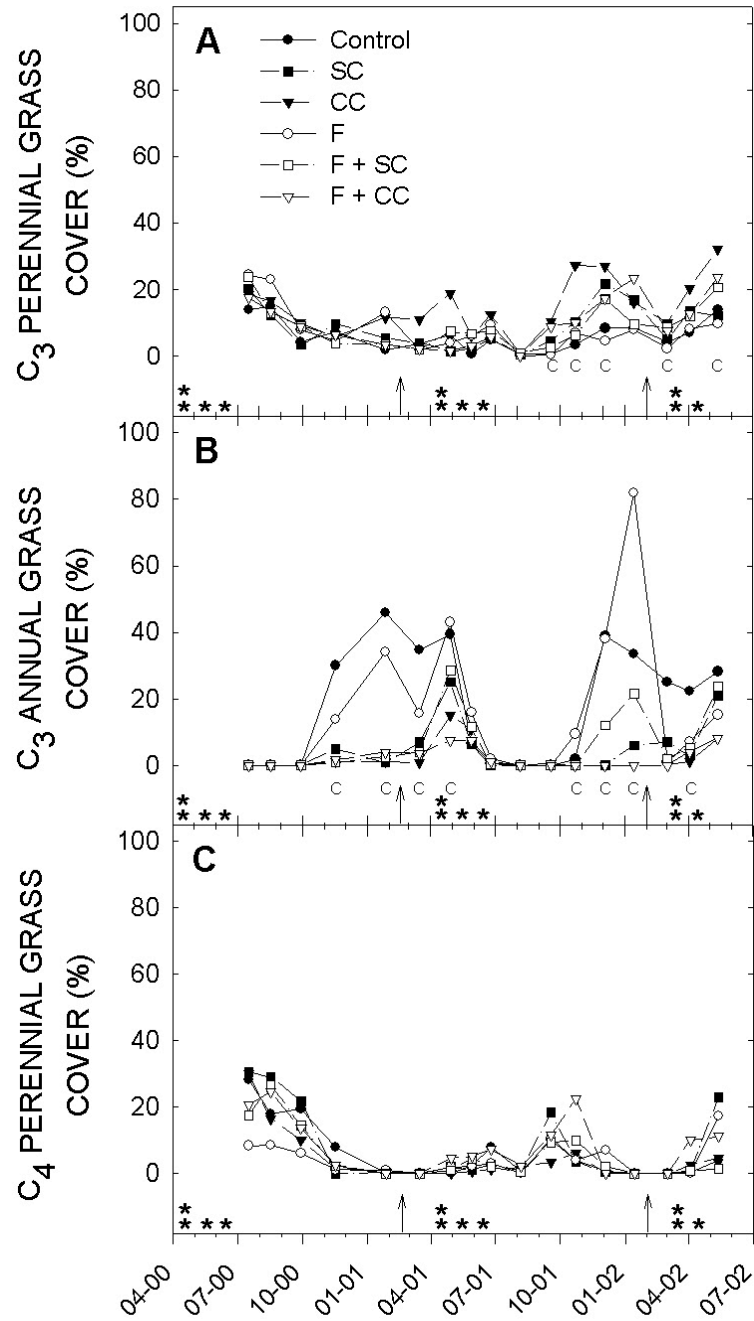 C3 PERENNIAL GRASS
COVER (%)
100
80
60
40
20
0
A
Control
SC
CC
F
F + SC
F + CC
C C C C C
* * * * * * * * * * *
C3 ANNUAL GRASS
COVER (%)
100
80
60
40
20
0
B
C C C C C C C C
* * * * * * * * * * *
C4 PERENNIAL GRASS
COVER (%)
100
80
60
40
20
0
C
* * * * * * * * * * *
04-00
07-00
10-00
01-01
04-01
07-01
10-01
01-02
04-02
07-02